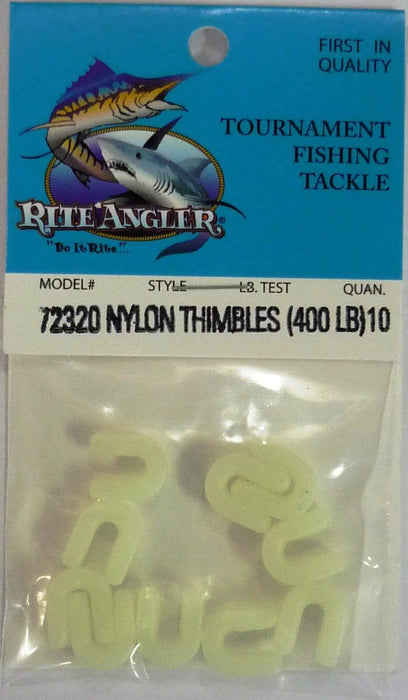 FIRST IN
QUALITY
TOURNAMENT
FISHING
TACKLE
RITE ANGLER®
"Do It Rite"...
MODEL# STYLE LB. TEST QUAN.
72320 NYLON THIMBLES (400 LB)10